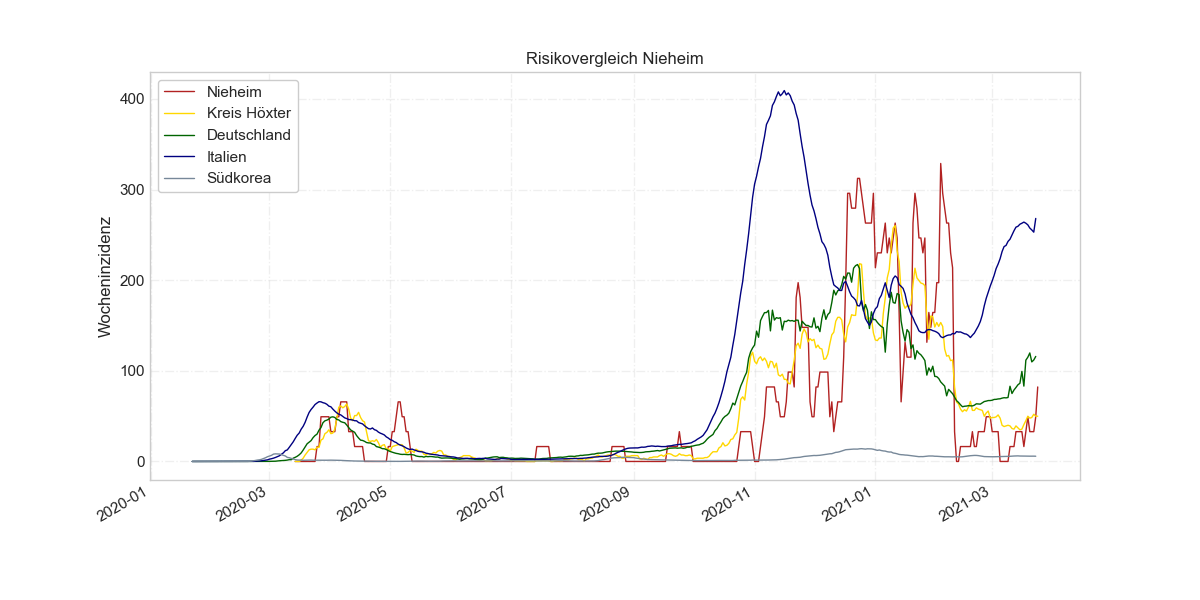 Risikovergleich Nieheim
Nieheim
Kreis Höxter
Deutschland
Italien
Südkorea
Wocheninzidenz
400
300
200
100
0
2020-01
2020-03
2020-05
2020-07
2020-09
2020-11
2021-01
2021-03